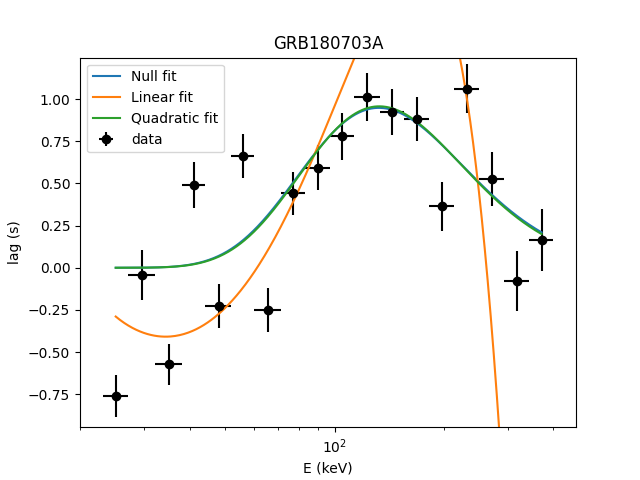 GRB180703A
Null fit
Linear fit
Quadratic fit
data
1.00
0.75
0.50
0.25
0.00
−0.25
−0.50
−0.75
lag (s)
10²
E (keV)